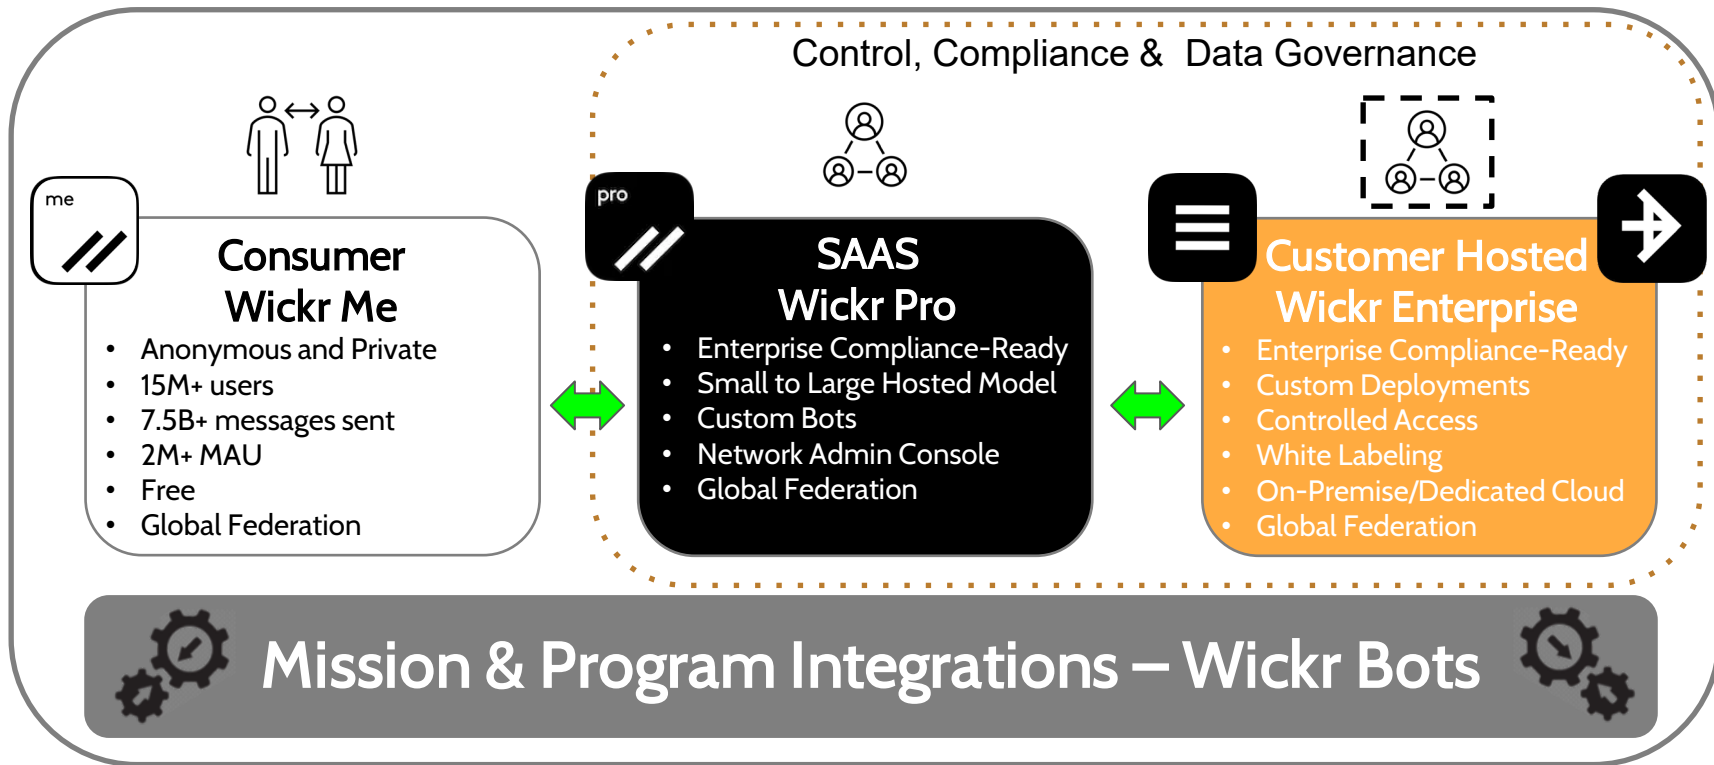 Control, Compliance & Data Governance
me
Consumer
Wickr Me
• Anonymous and Private
• 15M+ users
• 7.5B+ messages sent
• 2M+ MAU
• Free
• Global Federation
pro
SAAS
Wickr Pro
• Enterprise Compliance-Ready
• Small to Large Hosted Model
• Custom Bots
• Network Admin Console
• Global Federation
Customer Hosted
Wickr Enterprise
• Enterprise Compliance-Ready
• Custom Deployments
• Controlled Access
• White Labeling
• On-Premise/Dedicated Cloud
• Global Federation
Mission & Program Integrations – Wickr Bots